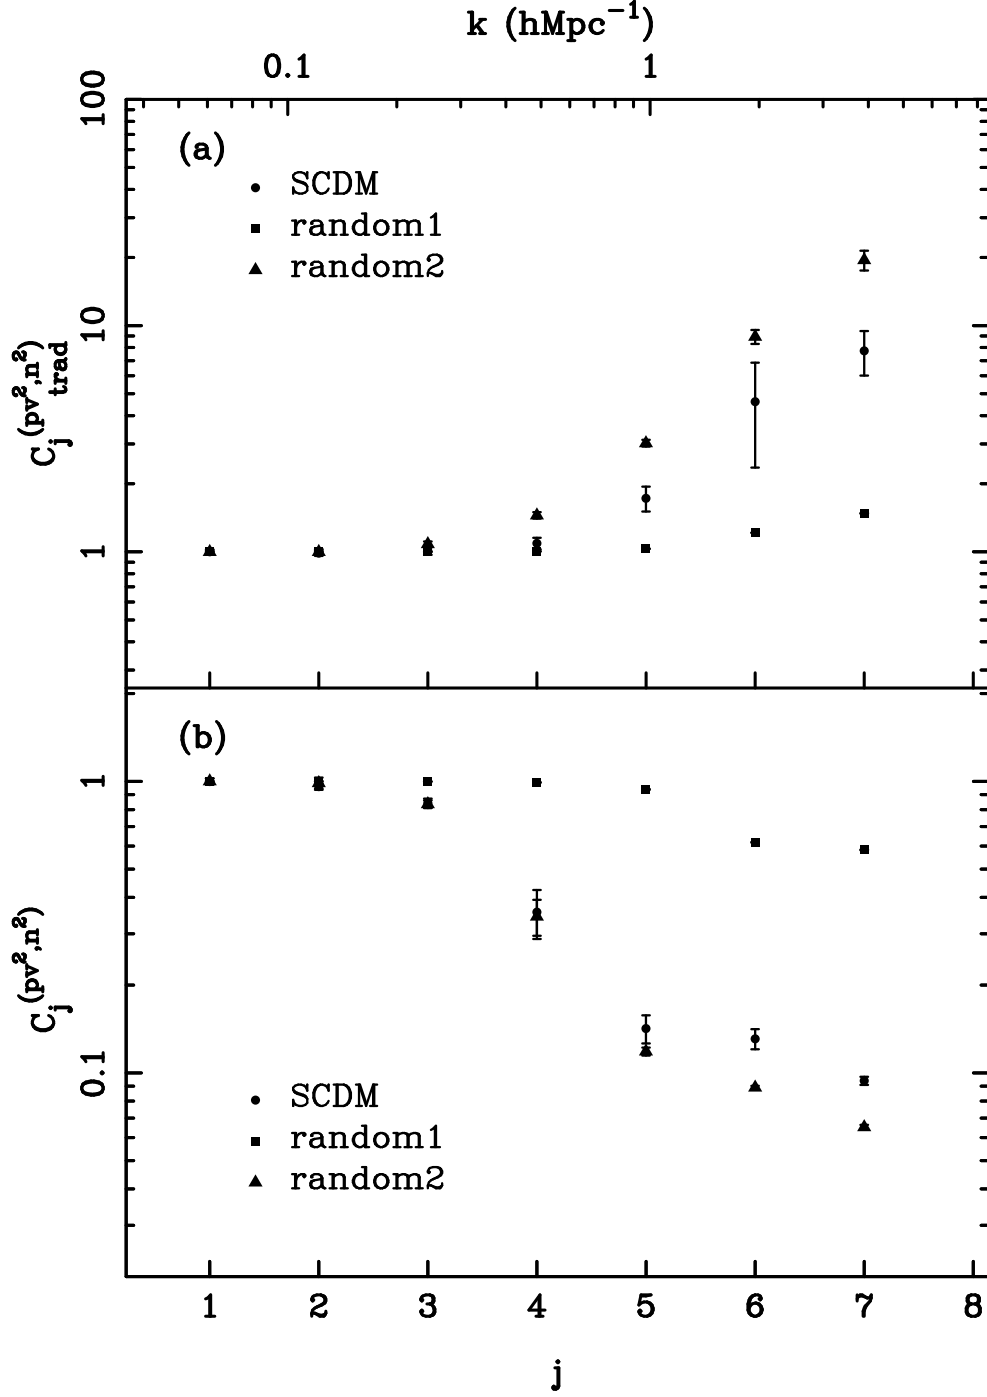 k (hMpc⁻¹)
0.1 1
100
10
1
C_j^(pv²,n²)_trad
(a)
SCDM
random1
random2
1
0.1
C_j^(pv²,n²)
(b)
SCDM
random1
random2
1 2 3 4 5 6 7 8
j